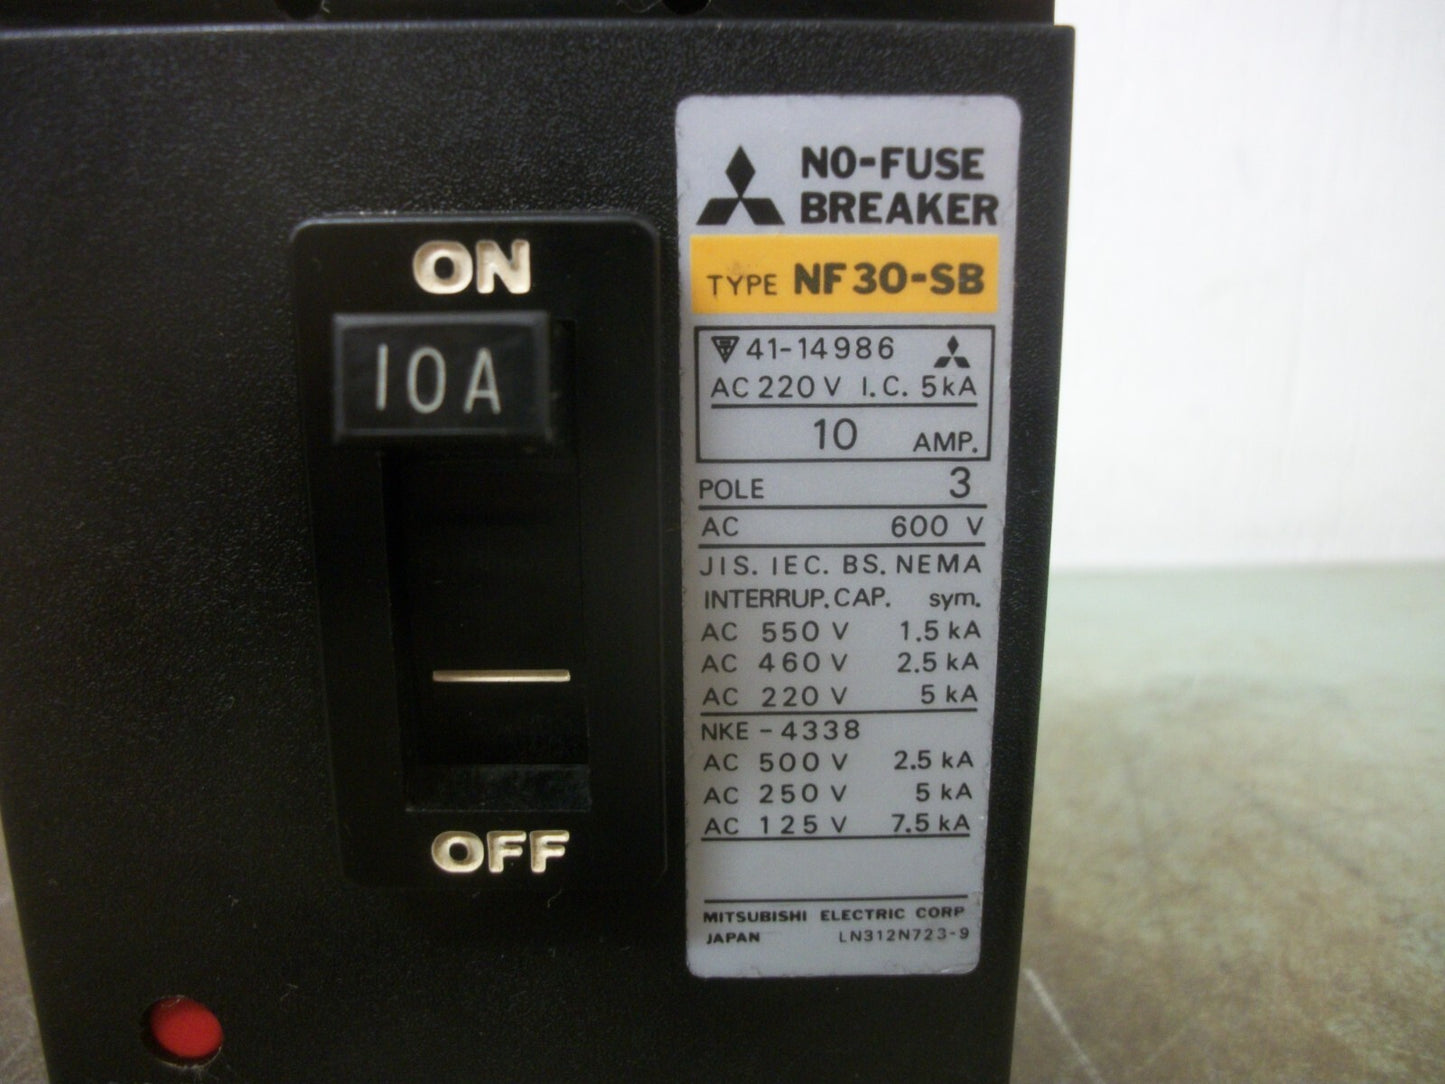 ON
10A
OFF
NO-FUSE
BREAKER
TYPE NF30-SB
41-14986
AC 220V I.C. 5kA
10 AMP.
POLE 3
AC 600 V
JIS. IEC. BS. NEMA
INTERRUP. CAP. sym.
AC 550 V 1.5 kA
AC 460 V 2.5 kA
AC 220 V 5 kA
NKE-4338
AC 500 V 2.5 kA
AC 250 V 5 kA
AC 125 V 7.5 kA
MITSUBISHI ELECTRIC CORP
JAPAN LN312N723-9